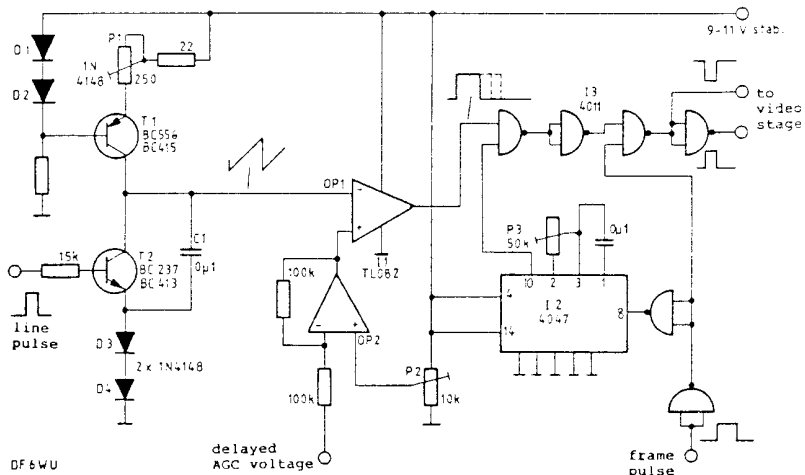 9-11 V stab.
D1
P1
22
1N
4148
250
D2
T1
BC556
BC415
I3
4011
to
video
stage
OP1
-
+
I1
TL082
P3
50k
0µ1
C1
0µ1
T2
BC237
BC413
15k
line
pulse
100k
-
+
OP2
10
2
3
1
4
14
I2
4047
8
D3
2x 1N4148
D4
P2
10k
100k
delayed
AGC voltage
frame
pulse
DF6WU